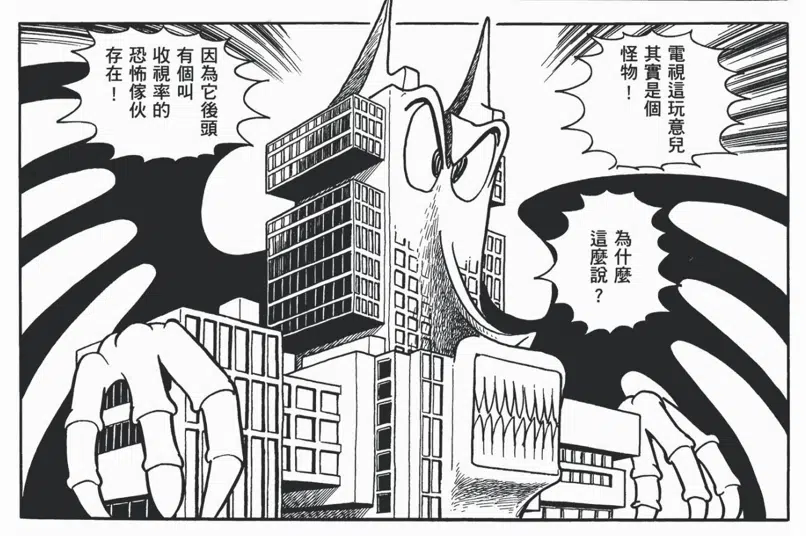 電視這玩意兒
其實是個
怪物！
為什麼
這麼說？
因為它後頭
有個叫
收視率的
恐怖傢伙
存在！